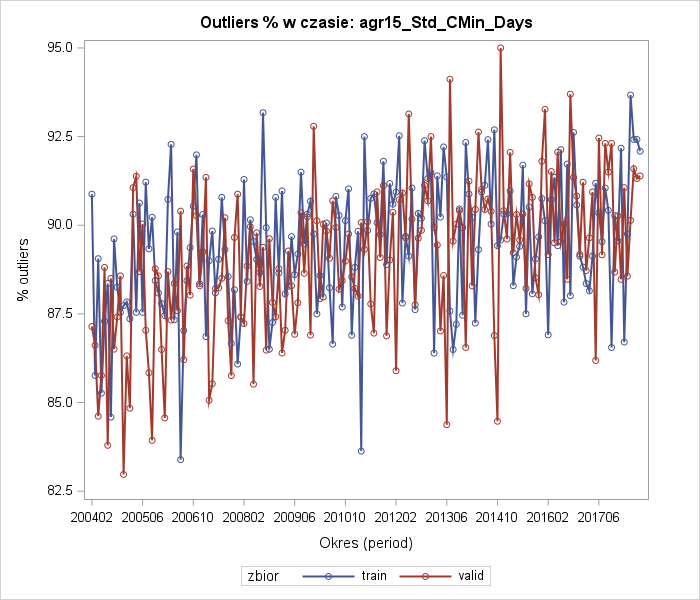 Outliers % w czasie: agr15_Std_CMin_Days
% outliers
95.0
92.5
90.0
87.5
85.0
82.5
200402 200506 200610 200802 200906 201010 201202 201306 201410 201602 201706
Okres (period)
zbior train valid